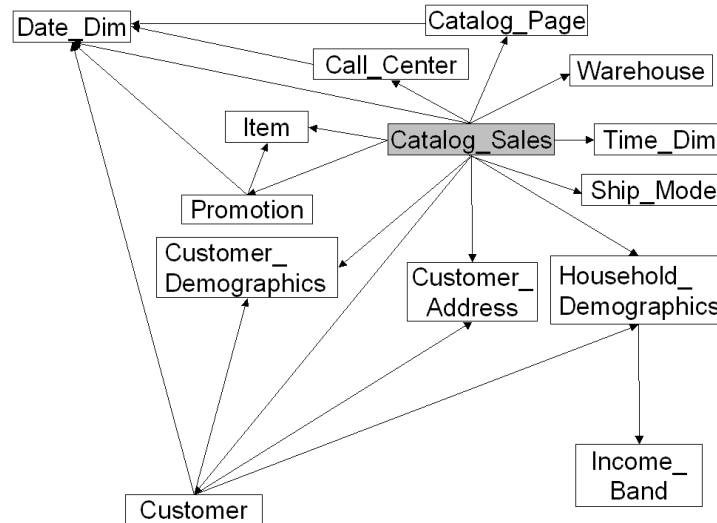 Date_Dim
Catalog_Page
Call_Center
Warehouse
Item
Catalog_Sales
Time_Dim
Ship_Mode
Promotion
Customer_
Demographics
Customer_
Address
Household_
Demographics
Income_
Band
Customer